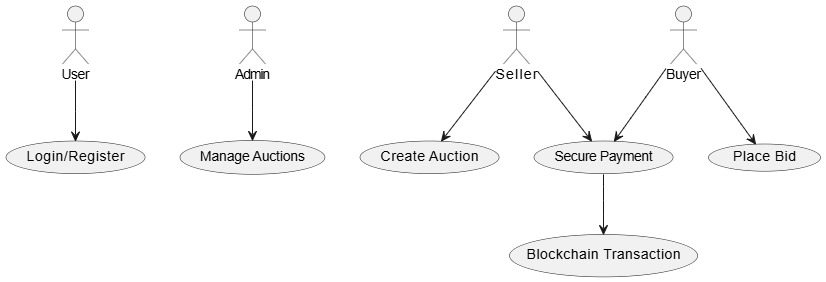 User
Admin
Seller
Buyer
Login/Register
Manage Auctions
Create Auction
Secure Payment
Place Bid
Blockchain Transaction